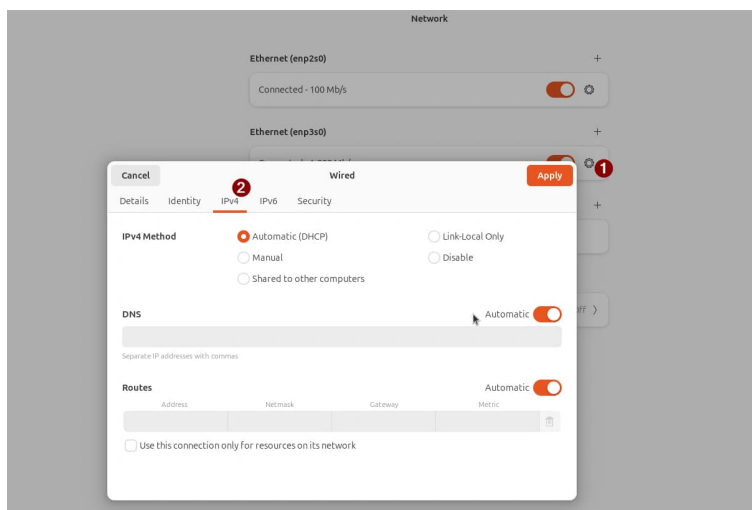 Network
Ethernet (enp2s0) +
Connected - 100 Mb/s
Ethernet (enp3s0) +
1
+
Cancel Wired Apply
2
Details Identity IPv4 IPv6 Security
IPv4 Method Automatic (DHCP) Link-Local Only
Manual Disable
Shared to other computers
DNS Automatic
Separate IP addresses with commas
Routes Automatic
Address Netmask Gateway Metric
Use this connection only for resources on its network